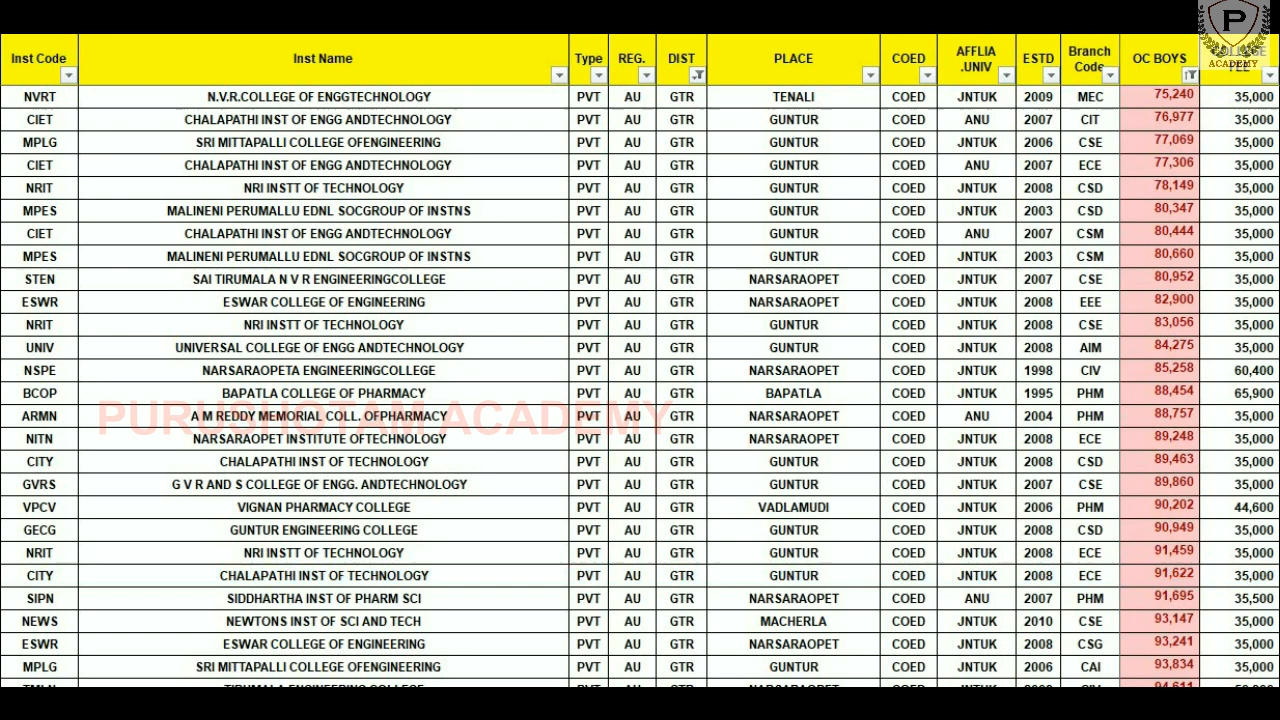 P
ACADEMY
Inst Code Inst Name Type REG. DIST PLACE COED AFFLIA .UNIV ESTD Branch Code OC BOYS
NVRT N.V.R.COLLEGE OF ENGGTECHNOLOGY PVT AU GTR TENALI COED JNTUK 2009 MEC 75,240 35,000
CIET CHALAPATHI INST OF ENGG ANDTECHNOLOGY PVT AU GTR GUNTUR COED ANU 2007 CIT 76,977 35,000
MPLG SRI MITTAPALLI COLLEGE OFENGINEERING PVT AU GTR GUNTUR COED JNTUK 2006 CSE 77,069 35,000
CIET CHALAPATHI INST OF ENGG ANDTECHNOLOGY PVT AU GTR GUNTUR COED ANU 2007 ECE 77,306 35,000
NRIT NRI INSTT OF TECHNOLOGY PVT AU GTR GUNTUR COED JNTUK 2008 CSD 78,149 35,000
MPES MALINENI PERUMALLU EDNL SOCGROUP OF INSTNS PVT AU GTR GUNTUR COED JNTUK 2003 CSD 80,347 35,000
CIET CHALAPATHI INST OF ENGG ANDTECHNOLOGY PVT AU GTR GUNTUR COED ANU 2007 CSM 80,444 35,000
MPES MALINENI PERUMALLU EDNL SOCGROUP OF INSTNS PVT AU GTR GUNTUR COED JNTUK 2003 CSM 80,660 35,000
STEN SAI TIRUMALA N V R ENGINEERINGCOLLEGE PVT AU GTR NARSARAOPET COED JNTUK 2007 CSE 80,952 35,000
ESWR ESWAR COLLEGE OF ENGINEERING PVT AU GTR NARSARAOPET COED JNTUK 2008 EEE 82,900 35,000
NRIT NRI INSTT OF TECHNOLOGY PVT AU GTR GUNTUR COED JNTUK 2008 CSE 83,056 35,000
UNIV UNIVERSAL COLLEGE OF ENGG ANDTECHNOLOGY PVT AU GTR GUNTUR COED JNTUK 2008 AIM 84,275 35,000
NSPE NARSARAOPETA ENGINEERINGCOLLEGE PVT AU GTR NARSARAOPET COED JNTUK 1998 CIV 85,258 60,400
BCOP BAPATLA COLLEGE OF PHARMACY PVT AU GTR BAPATLA COED JNTUK 1995 PHM 88,454 65,900
ARMN A M REDDY MEMORIAL COLL. OFPHARMACY PVT AU GTR NARSARAOPET COED ANU 2004 PHM 88,757 35,000
PURUSHOTAM ACADEMY
NITN NARSARAOPET INSTITUTE OFTECHNOLOGY PVT AU GTR NARSARAOPET COED JNTUK 2008 ECE 89,248 35,000
CITY CHALAPATHI INST OF TECHNOLOGY PVT AU GTR GUNTUR COED JNTUK 2008 CSD 89,463 35,000
GVRS G V R AND S COLLEGE OF ENGG. ANDTECHNOLOGY PVT AU GTR GUNTUR COED JNTUK 2007 CSE 89,860 35,000
VPCV VIGNAN PHARMACY COLLEGE PVT AU GTR VADLAMUDI COED JNTUK 2006 PHM 90,202 44,600
GECG GUNTUR ENGINEERING COLLEGE PVT AU GTR GUNTUR COED JNTUK 2008 CSD 90,949 35,000
NRIT NRI INSTT OF TECHNOLOGY PVT AU GTR GUNTUR COED JNTUK 2008 ECE 91,459 35,000
CITY CHALAPATHI INST OF TECHNOLOGY PVT AU GTR GUNTUR COED JNTUK 2008 ECE 91,622 35,000
SIPN SIDDHARTHA INST OF PHARM SCI PVT AU GTR NARSARAOPET COED ANU 2007 PHM 91,695 35,500
NEWS NEWTONS INST OF SCI AND TECH PVT AU GTR MACHERLA COED JNTUK 2010 CSE 93,147 35,000
ESWR ESWAR COLLEGE OF ENGINEERING PVT AU GTR NARSARAOPET COED JNTUK 2008 CSG 93,241 35,000
MPLG SRI MITTAPALLI COLLEGE OFENGINEERING PVT AU GTR GUNTUR COED JNTUK 2006 CAI 93,834 35,000